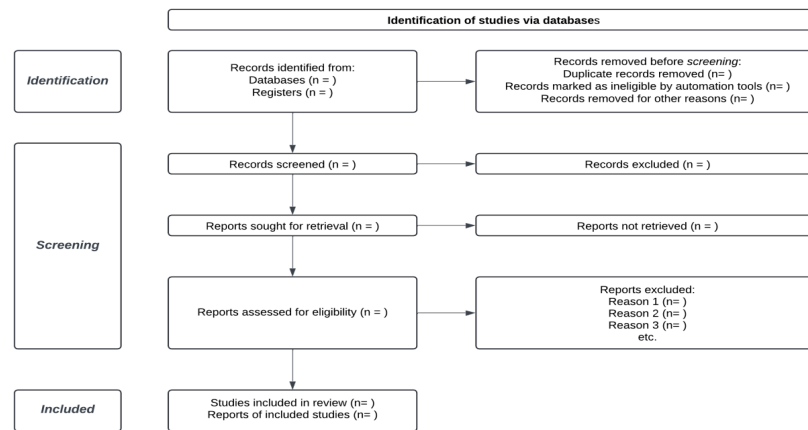 Identification of studies via databases
Identification
Records identified from:
Databases (n = )
Registers (n = )
Records removed before screening:
Duplicate records removed (n= )
Records marked as ineligible by automation tools (n= )
Records removed for other reasons (n= )
Screening
Records screened (n = )
Records excluded (n = )
Reports sought for retrieval (n = )
Reports not retrieved (n = )
Reports assessed for eligibility (n = )
Reports excluded:
Reason 1 (n= )
Reason 2 (n= )
Reason 3 (n= )
etc.
Included
Studies included in review (n= )
Reports of included studies (n= )